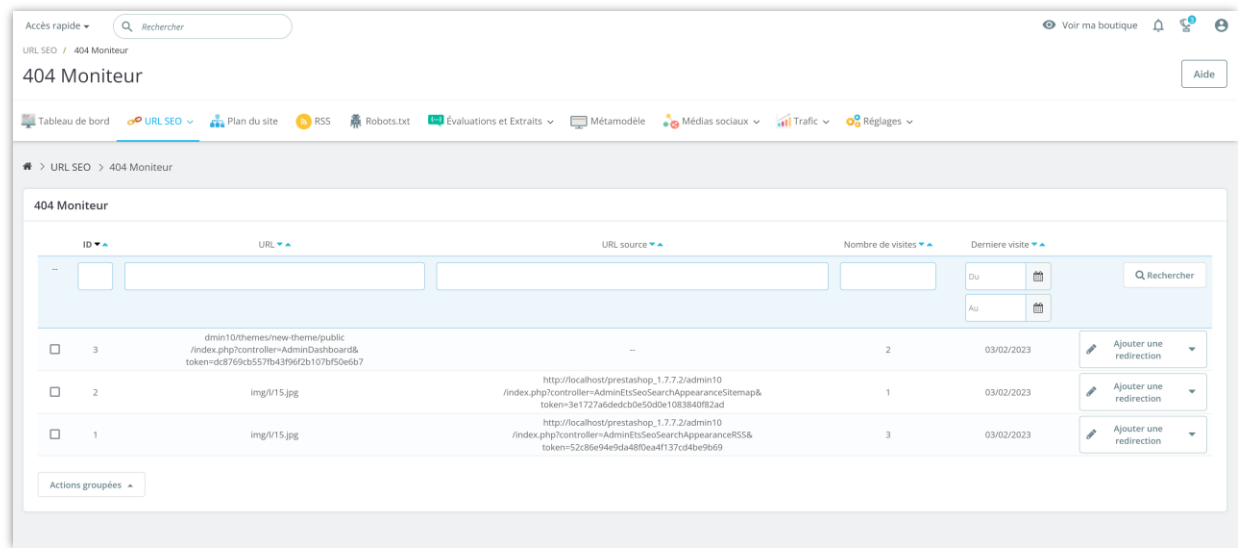 Accès rapide
Rechercher
Voir ma boutique
3
URL SEO / 404 Moniteur
404 Moniteur
Aide
Tableau de bord URL SEO Plan du site RSS Robots.txt Évaluations et Extraits Métamodèle Médias sociaux Trafic Réglages
> URL SEO > 404 Moniteur
404 Moniteur
ID URL URL source Nombre de visites Derniere visite
-- Du Rechercher
Au
dmin10/themes/new-theme/public
/index.php?controller=AdminDashboard&
token=dc8769cb557fb43f96f2b107bf50e6b7
3 -- 2 03/02/2023 Ajouter une
redirection
http://localhost/prestashop_1.7.7.2/admin10
/index.php?controller=AdminEtsSeoSearchAppearanceSitemap&
token=3e1727a6dedcb0e50d0e1083840f82ad
2 img/l/15.jpg 1 03/02/2023 Ajouter une
redirection
http://localhost/prestashop_1.7.7.2/admin10
/index.php?controller=AdminEtsSeoSearchAppearanceRSS&
token=52c86e94e9da48f0ea4f137cd4be9b69
1 img/l/15.jpg 3 03/02/2023 Ajouter une
redirection
Actions groupées